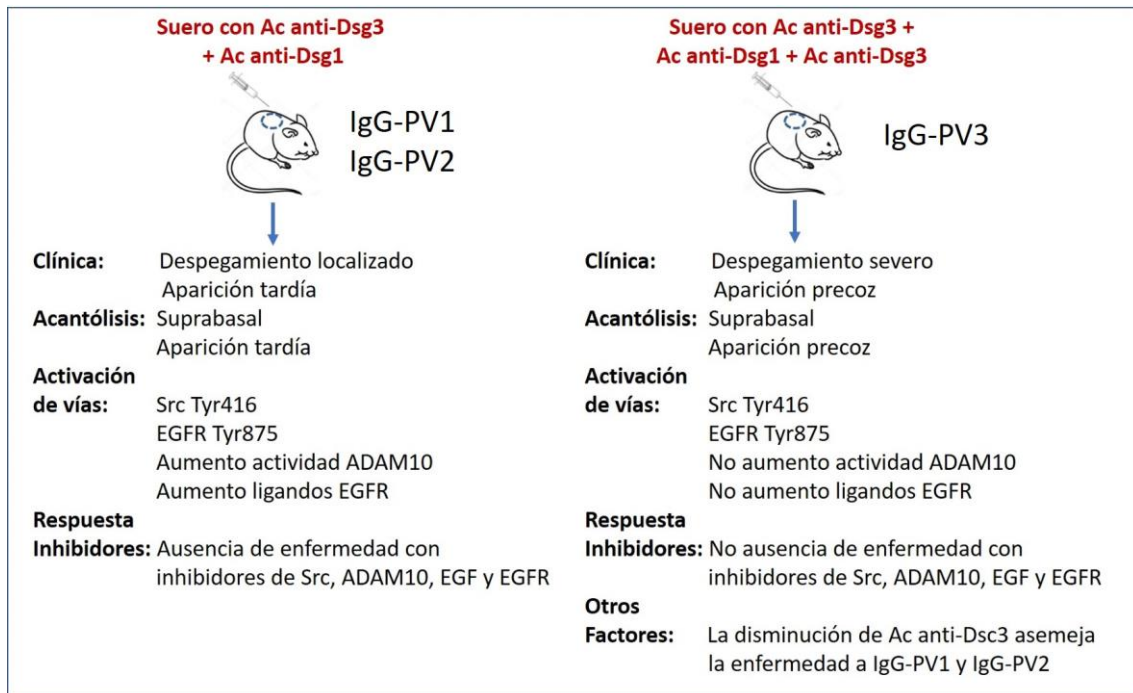 Suero con Ac anti-Dsg3
+ Ac anti-Dsg1
IgG-PV1
IgG-PV2
Clínica: Despegamiento localizado
Aparición tardía
Acantólisis: Suprabasal
Aparición tardía
Activación
de vías: Src Tyr416
EGFR Tyr875
Aumento actividad ADAM10
Aumento ligandos EGFR
Respuesta
Inhibidores: Ausencia de enfermedad con
inhibidores de Src, ADAM10, EGF y EGFR
Suero con Ac anti-Dsg3 +
Ac anti-Dsg1 + Ac anti-Dsg3
IgG-PV3
Clínica: Despegamiento severo
Aparición precoz
Acantólisis: Suprabasal
Aparición precoz
Activación
de vías: Src Tyr416
EGFR Tyr875
No aumento actividad ADAM10
No aumento ligandos EGFR
Respuesta
Inhibidores: No ausencia de enfermedad con
inhibidores de Src, ADAM10, EGF y EGFR
Otros
Factores: La disminución de Ac anti-Dsc3 asemeja
la enfermedad a IgG-PV1 y IgG-PV2